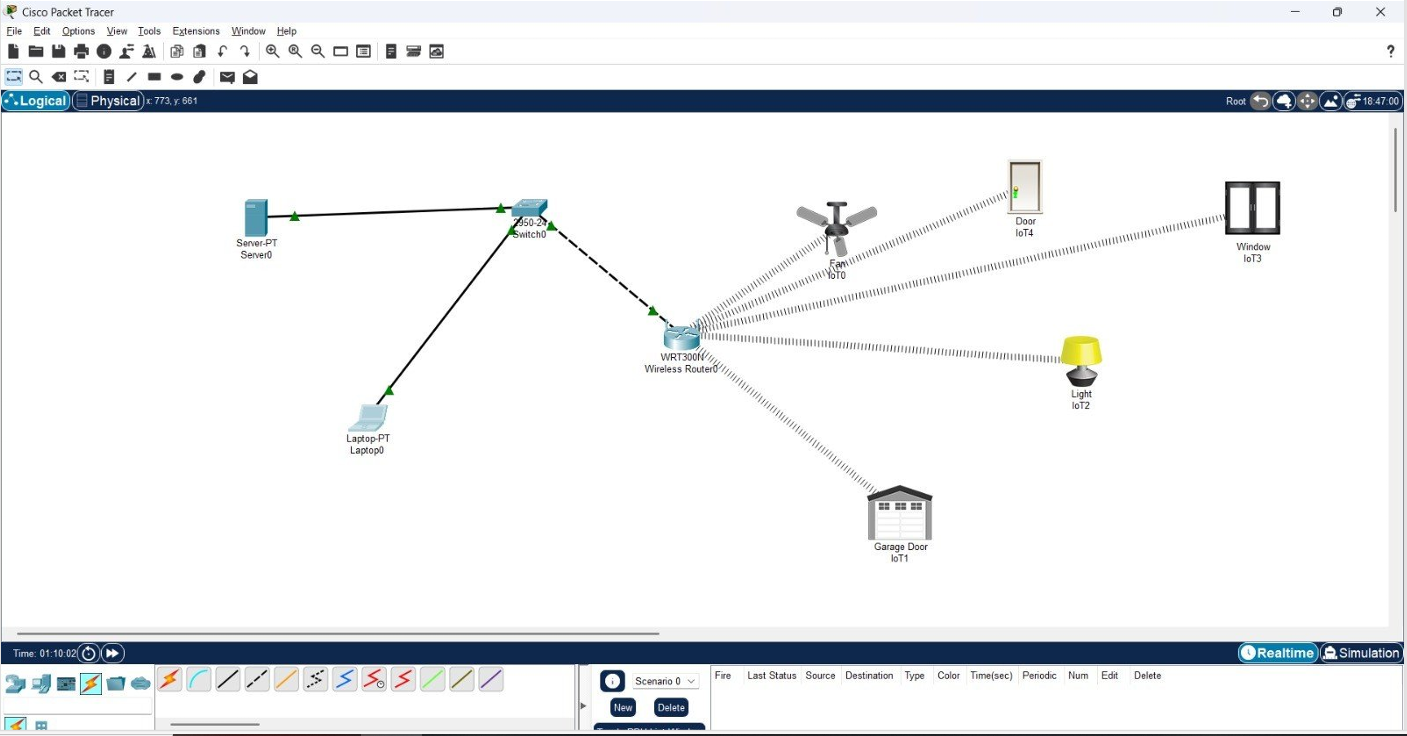 Cisco Packet Tracer
File Edit Options View Tools Extensions Window Help
?
Logical Physical x: 773, y: 661 Root 18:47:00
Door
IoT4
Server-PT
Server0
2950-24
Switch0
Window
IoT3
Fan
IoT0
WRT300N
Wireless Router0
Light
IoT2
Laptop-PT
Laptop0
Garage Door
IoT1
Time: 01:10:02 Realtime Simulation
Scenario 0
New Delete
Fire Last Status Source Destination Type Color Time(sec) Periodic Num Edit Delete